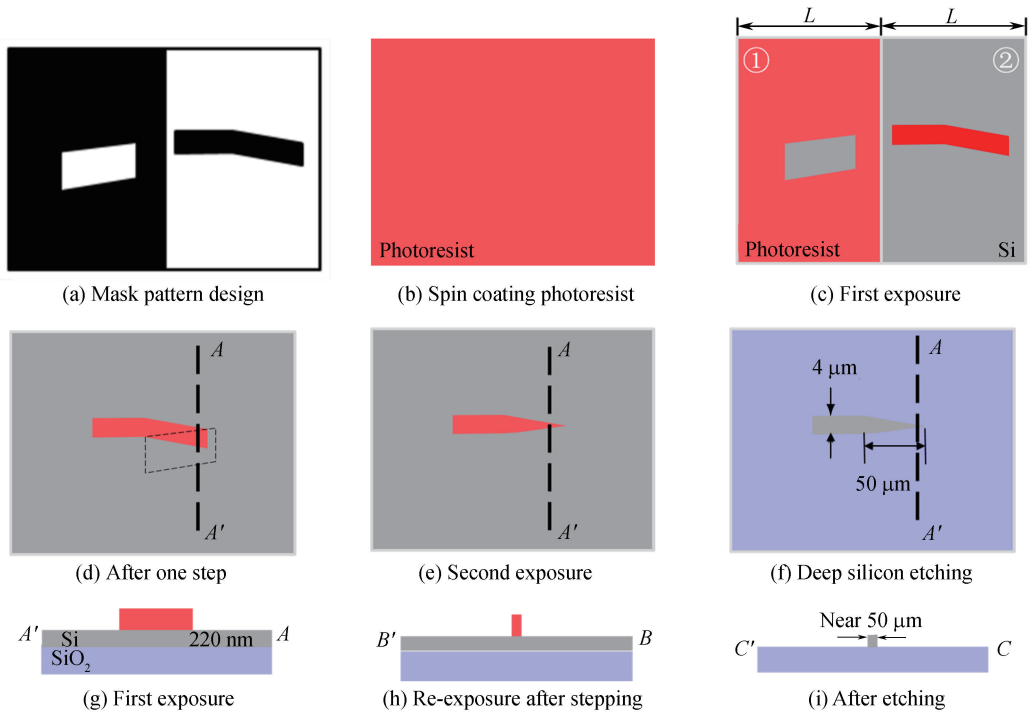 L L
① ②
Photoresist
Photoresist Si
(a) Mask pattern design (b) Spin coating photoresist (c) First exposure
A A A
4 μm
50 μm
A′ A′ A′
(d) After one step (e) Second exposure (f) Deep silicon etching
A′ Si 220 nm A
SiO₂
B′ B
Near 50 μm
C′ C
(g) First exposure (h) Re-exposure after stepping (i) After etching